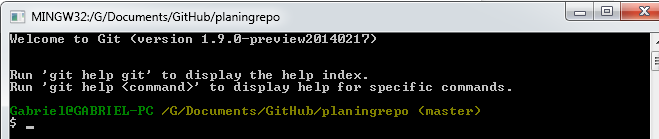 MINGW32:/G/Documents/GitHub/planingrepo
Welcome to Git (version 1.9.0-preview20140217)
Run 'git help git' to display the help index.
Run 'git help <command>' to display help for specific commands.
Gabriel@GABRIEL-PC /G/Documents/GitHub/planingrepo (master)
$ _